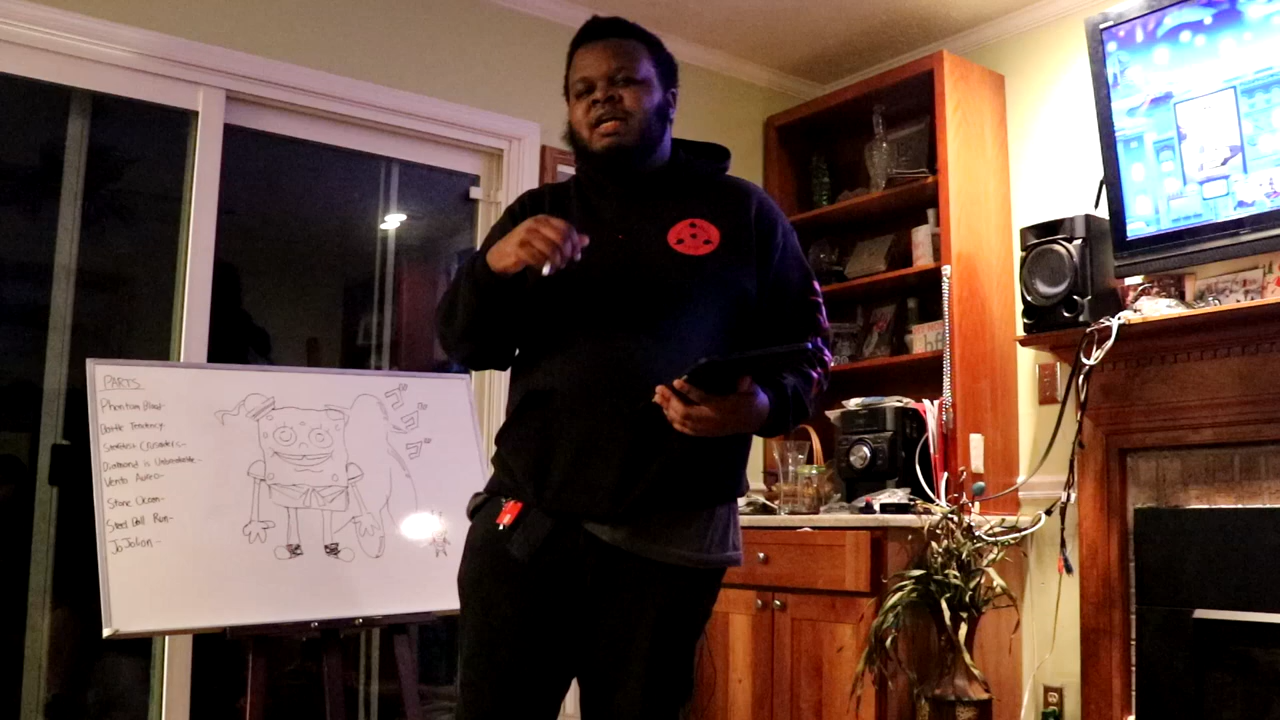 PARTS
Phantom Blood-
Battle Tendency-
Stardust Crusaders-
Diamond is Unbreakable-
Vento Aureo-
Stone Ocean-
Steel Ball Run-
JoJolion-
ゴ
ゴ
ゴ